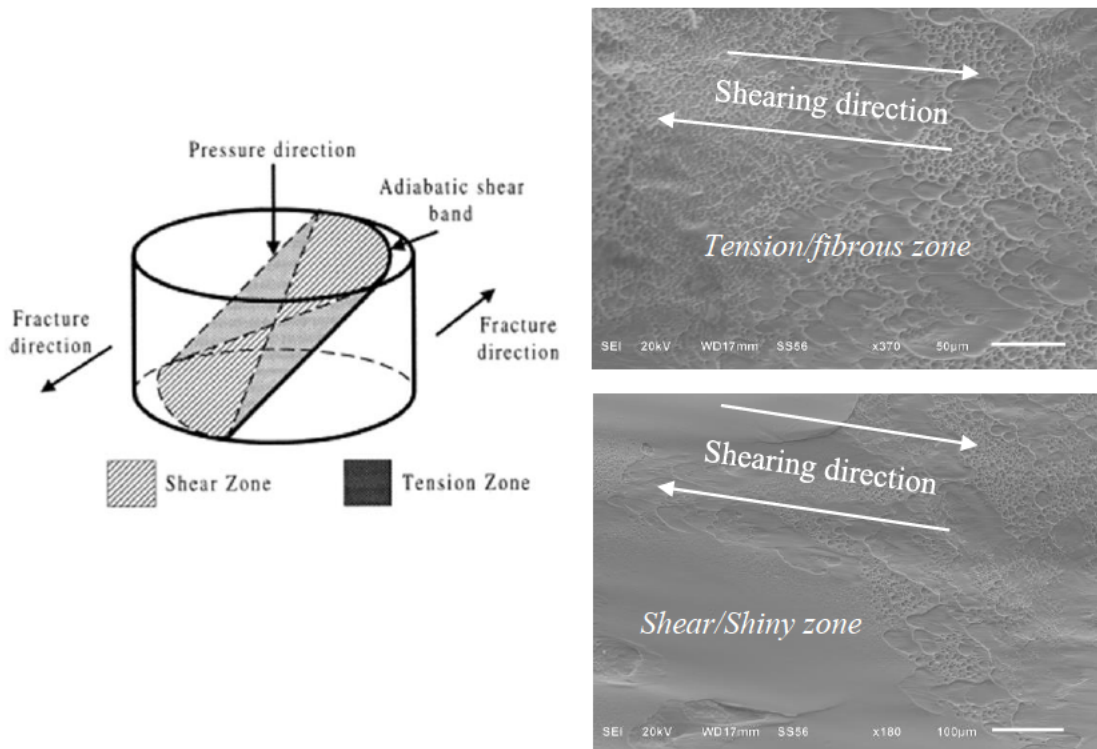 Pressure direction
Adiabatic shear
band
Fracture
direction
Fracture
direction
Shear Zone
Tension Zone
Shearing direction
Tension/fibrous zone
SEI 20kV WD17mm SS56 x370 50μm
Shearing direction
Shear/Shiny zone
SEI 20kV WD17mm SS56 x180 100μm